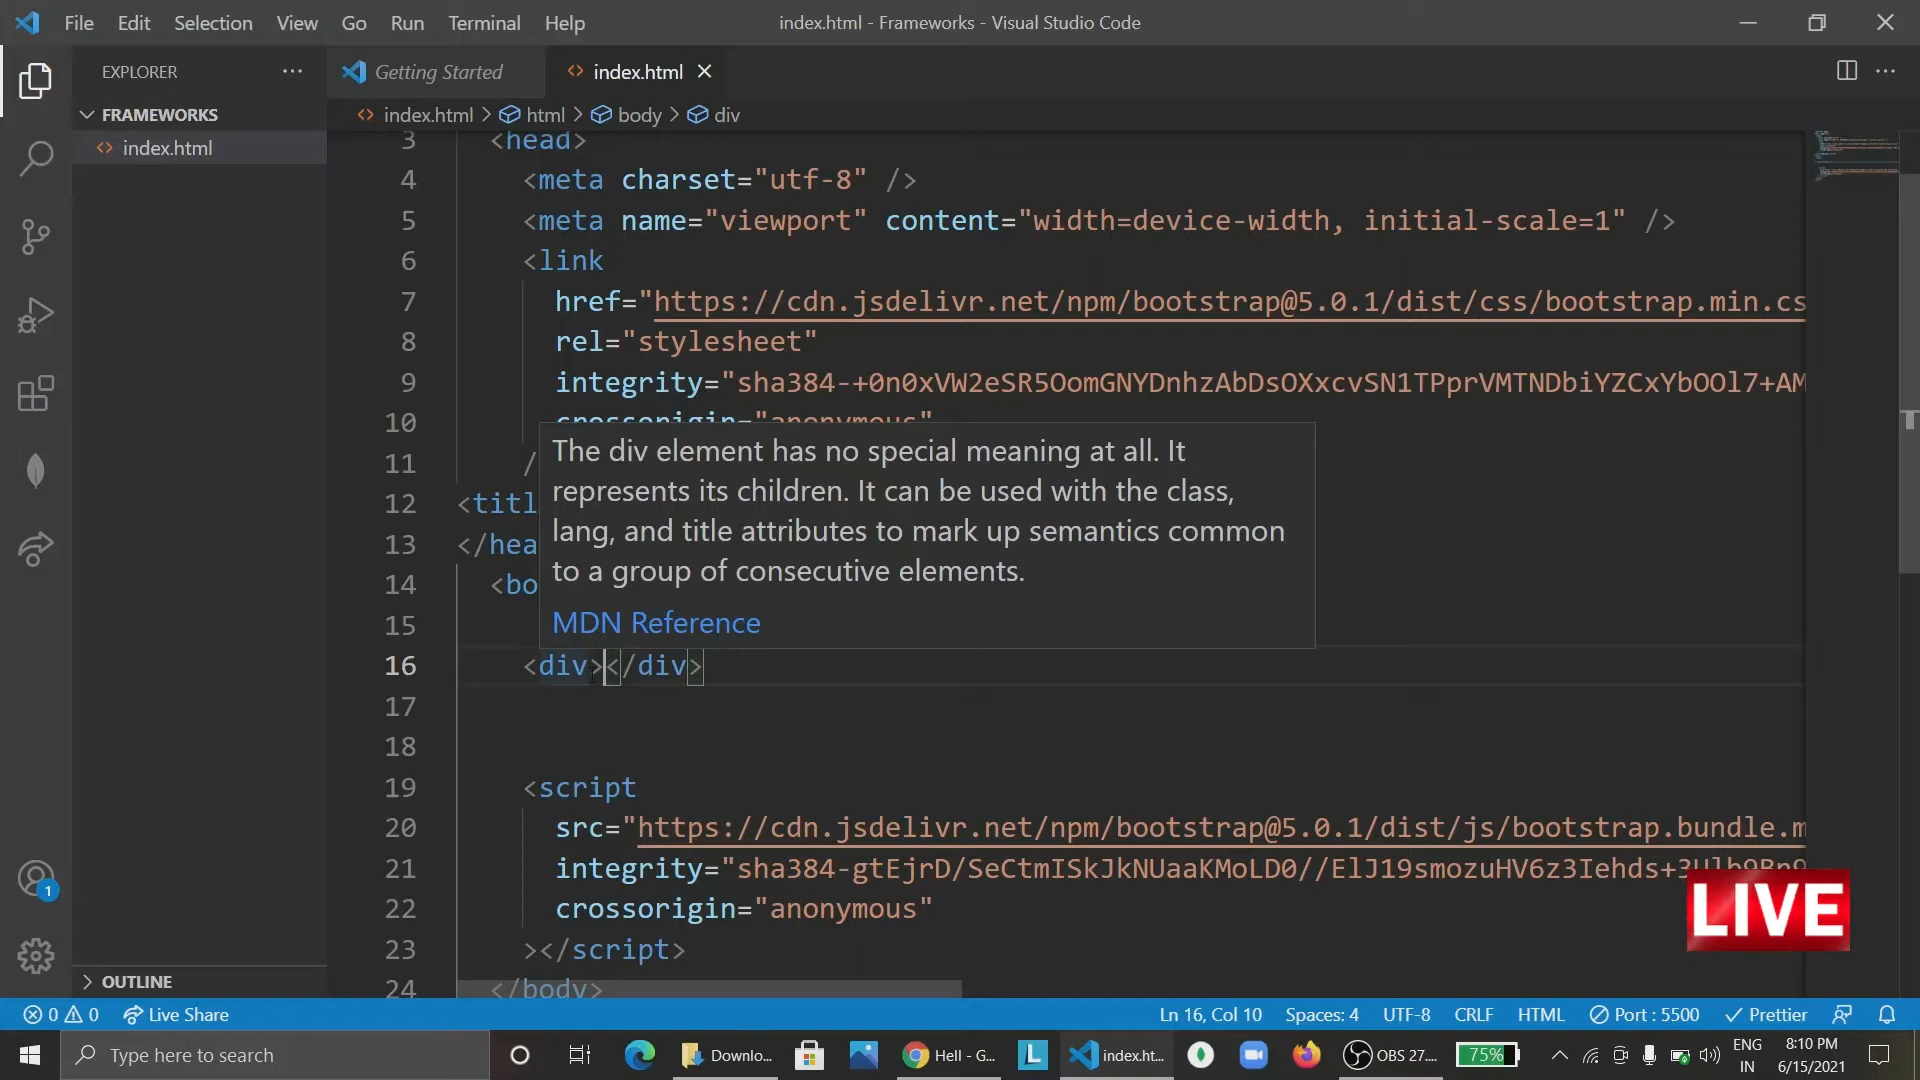 File Edit Selection View Go Run Terminal Help
index.html - Frameworks - Visual Studio Code
EXPLORER
Getting Started
index.html
FRAMEWORKS
index.html
index.html > html > body > div
3 <head>
4 <meta charset="utf-8" />
5 <meta name="viewport" content="width=device-width, initial-scale=1" />
6 <link
7 href="https://cdn.jsdelivr.net/npm/bootstrap@5.0.1/dist/css/bootstrap.min.cs
8 rel="stylesheet"
9 integrity="sha384-+0n0xVW2eSR5OomGNYDnhzAbDsOXxcvSN1TPprVMTNDbiYZCxYbOOl7+AM
10 crossorigin="anonymous"
11 /
12 <titl
13 </hea
14 <bo
The div element has no special meaning at all. It
represents its children. It can be used with the class,
lang, and title attributes to mark up semantics common
to a group of consecutive elements.
MDN Reference
15
16 <div></div>
17
18
19 <script
20 src="https://cdn.jsdelivr.net/npm/bootstrap@5.0.1/dist/js/bootstrap.bundle.m
21 integrity="sha384-gtEjrD/SeCtmISkJkNUaaKMoLD0//ElJ19smozuHV6z3Iehds+3Ulb9Bn9
22 crossorigin="anonymous"
23 ></script>
24 </body>
LIVE
1
OUTLINE
0 0 Live Share
Ln 16, Col 10 Spaces: 4 UTF-8 CRLF HTML Port : 5500 Prettier
Type here to search
Downlo...
Hell - G...
L
index.ht...
OBS 27....
75%
ENG
IN
8:10 PM
6/15/2021